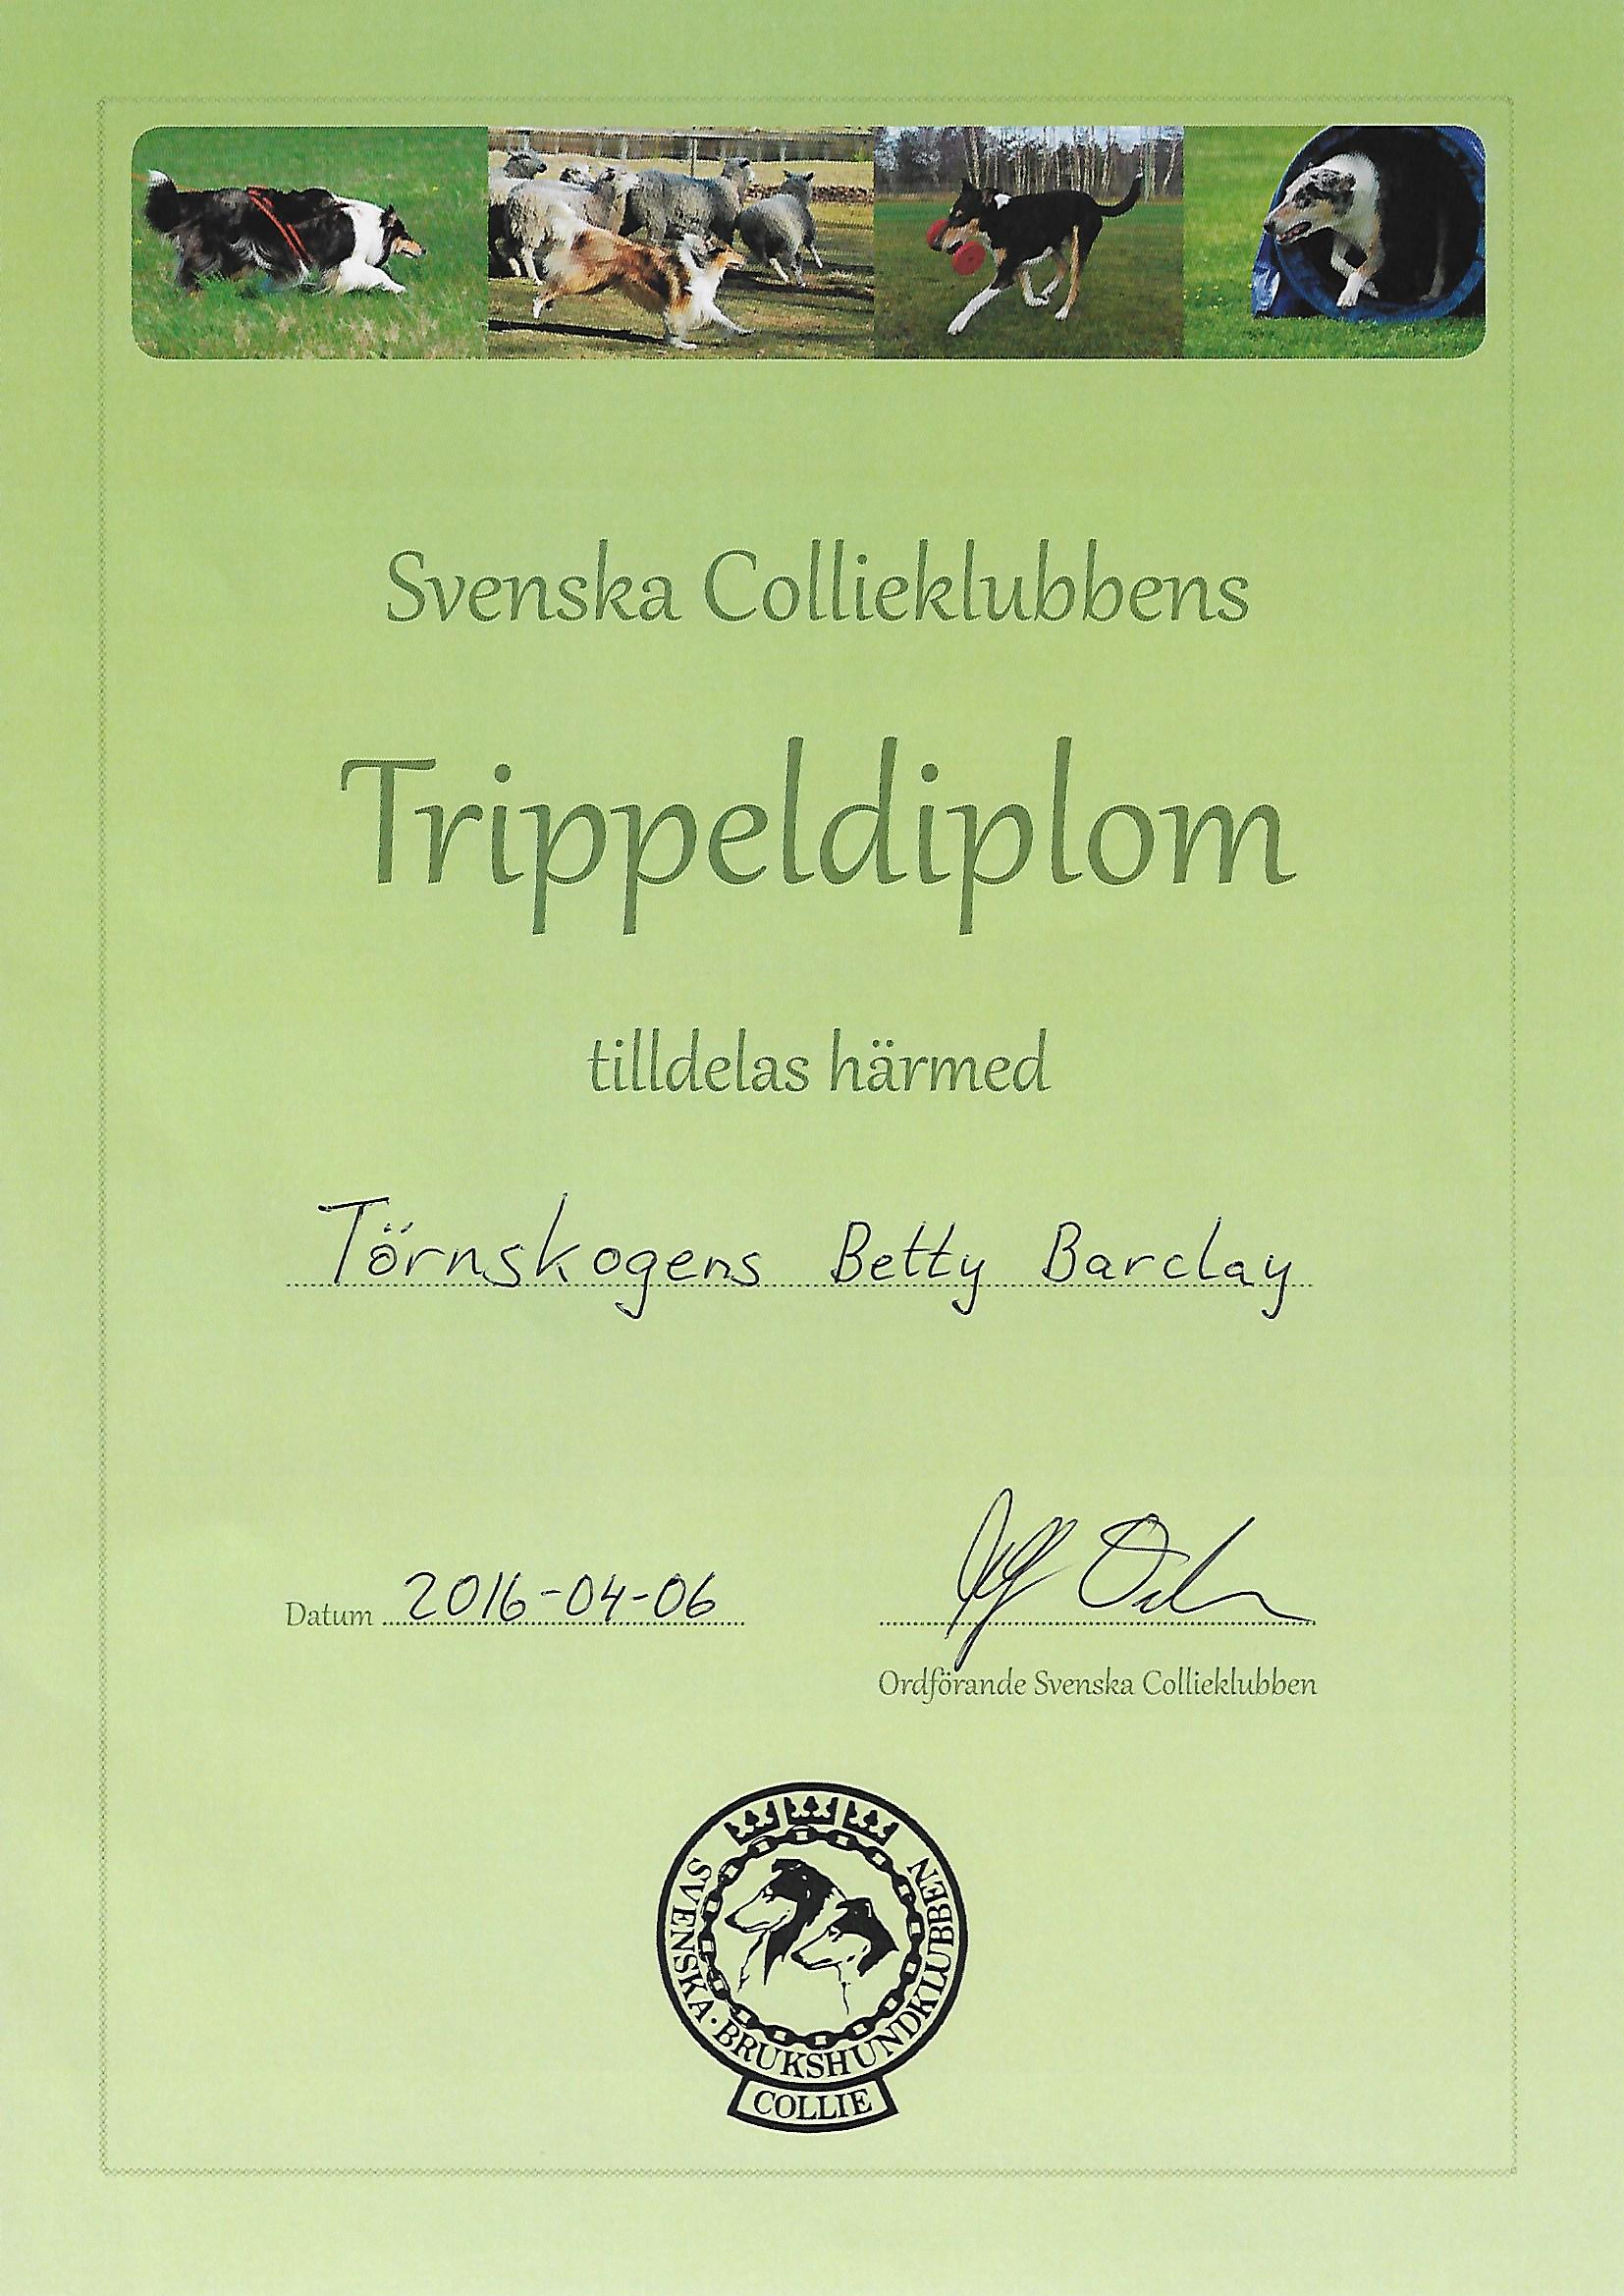 Svenska Collieklubbens
Trippeldiplom
tilldelas härmed
Törnskogens Betty Barclay
Datum 2016-04-06
Ordförande Svenska Collieklubben
SVENSKA · BRUKSHUNDKLUBBEN
COLLIE